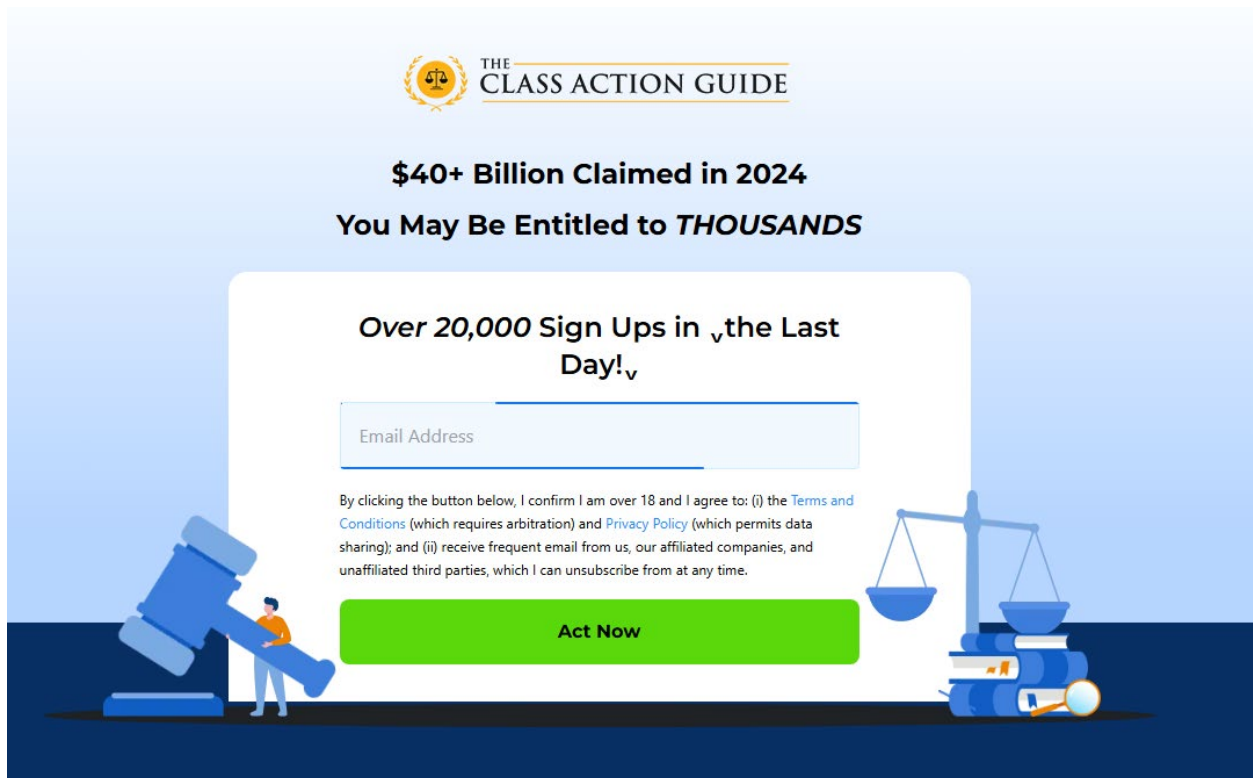 THE
CLASS ACTION GUIDE
$40+ Billion Claimed in 2024
You May Be Entitled to THOUSANDS
Over 20,000 Sign Ups in ᵥthe Last
Day!ᵥ
Email Address
By clicking the button below, I confirm I am over 18 and I agree to: (i) the Terms and
Conditions (which requires arbitration) and Privacy Policy (which permits data
sharing); and (ii) receive frequent email from us, our affiliated companies, and
unaffiliated third parties, which I can unsubscribe from at any time.
Act Now